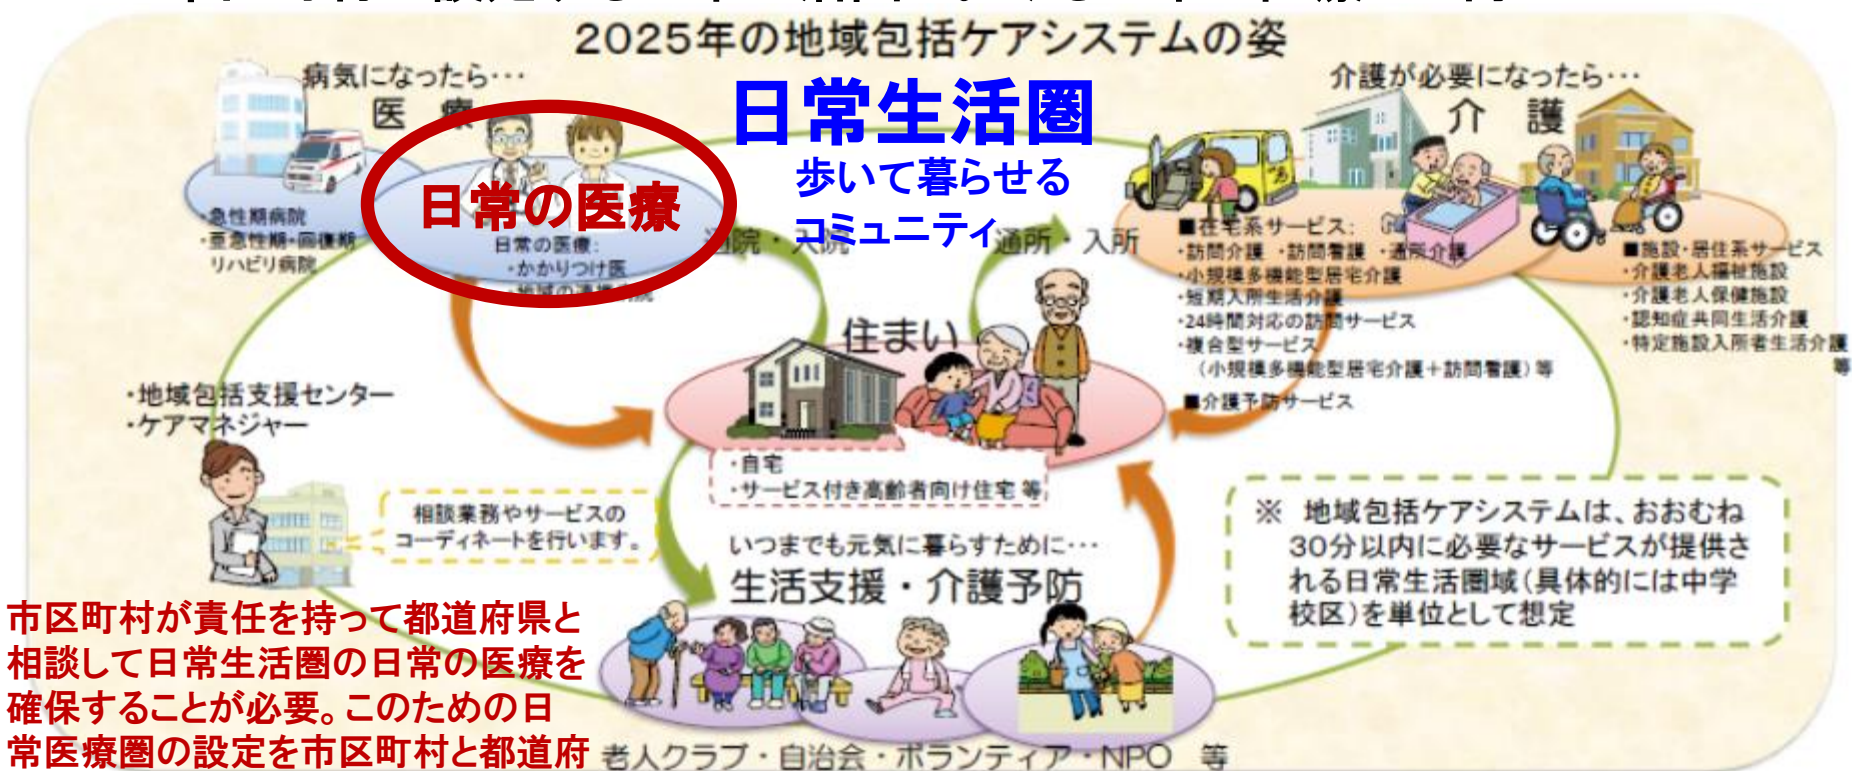 2025年の地域包括ケアシステムの姿
病気になったら…
医 療
日常生活圏
歩いて暮らせる
コミュニティ
介護が必要になったら…
介 護
日常の医療
・急性期病院
・亜急性期・回復期
リハビリ病院
日常の医療:
・かかりつけ医
・地域の連携病院
通院・入院
通所・入所
■在宅系サービス:
・訪問介護 ・訪問看護 ・通所介護
・小規模多機能型居宅介護
・短期入所生活介護
・24時間対応の訪問サービス
・複合型サービス
(小規模多機能型居宅介護+訪問看護)等
■介護予防サービス
■施設・居住系サービス
・介護老人福祉施設
・介護老人保健施設
・認知症共同生活介護
・特定施設入所者生活介護
等
住まい
・自宅
・サービス付き高齢者向け住宅 等
・地域包括支援センター
・ケアマネジャー
相談業務やサービスの
コーディネートを行います。
いつまでも元気に暮らすために…
生活支援・介護予防
※ 地域包括ケアシステムは、おおむね
30分以内に必要なサービスが提供さ
れる日常生活圏域(具体的には中学
校区)を単位として想定
市区町村が責任を持って都道府県と
相談して日常生活圏の日常の医療を
確保することが必要。このための日
常医療圏の設定を市区町村と都道府
老人クラブ・自治会・ボランティア・NPO 等